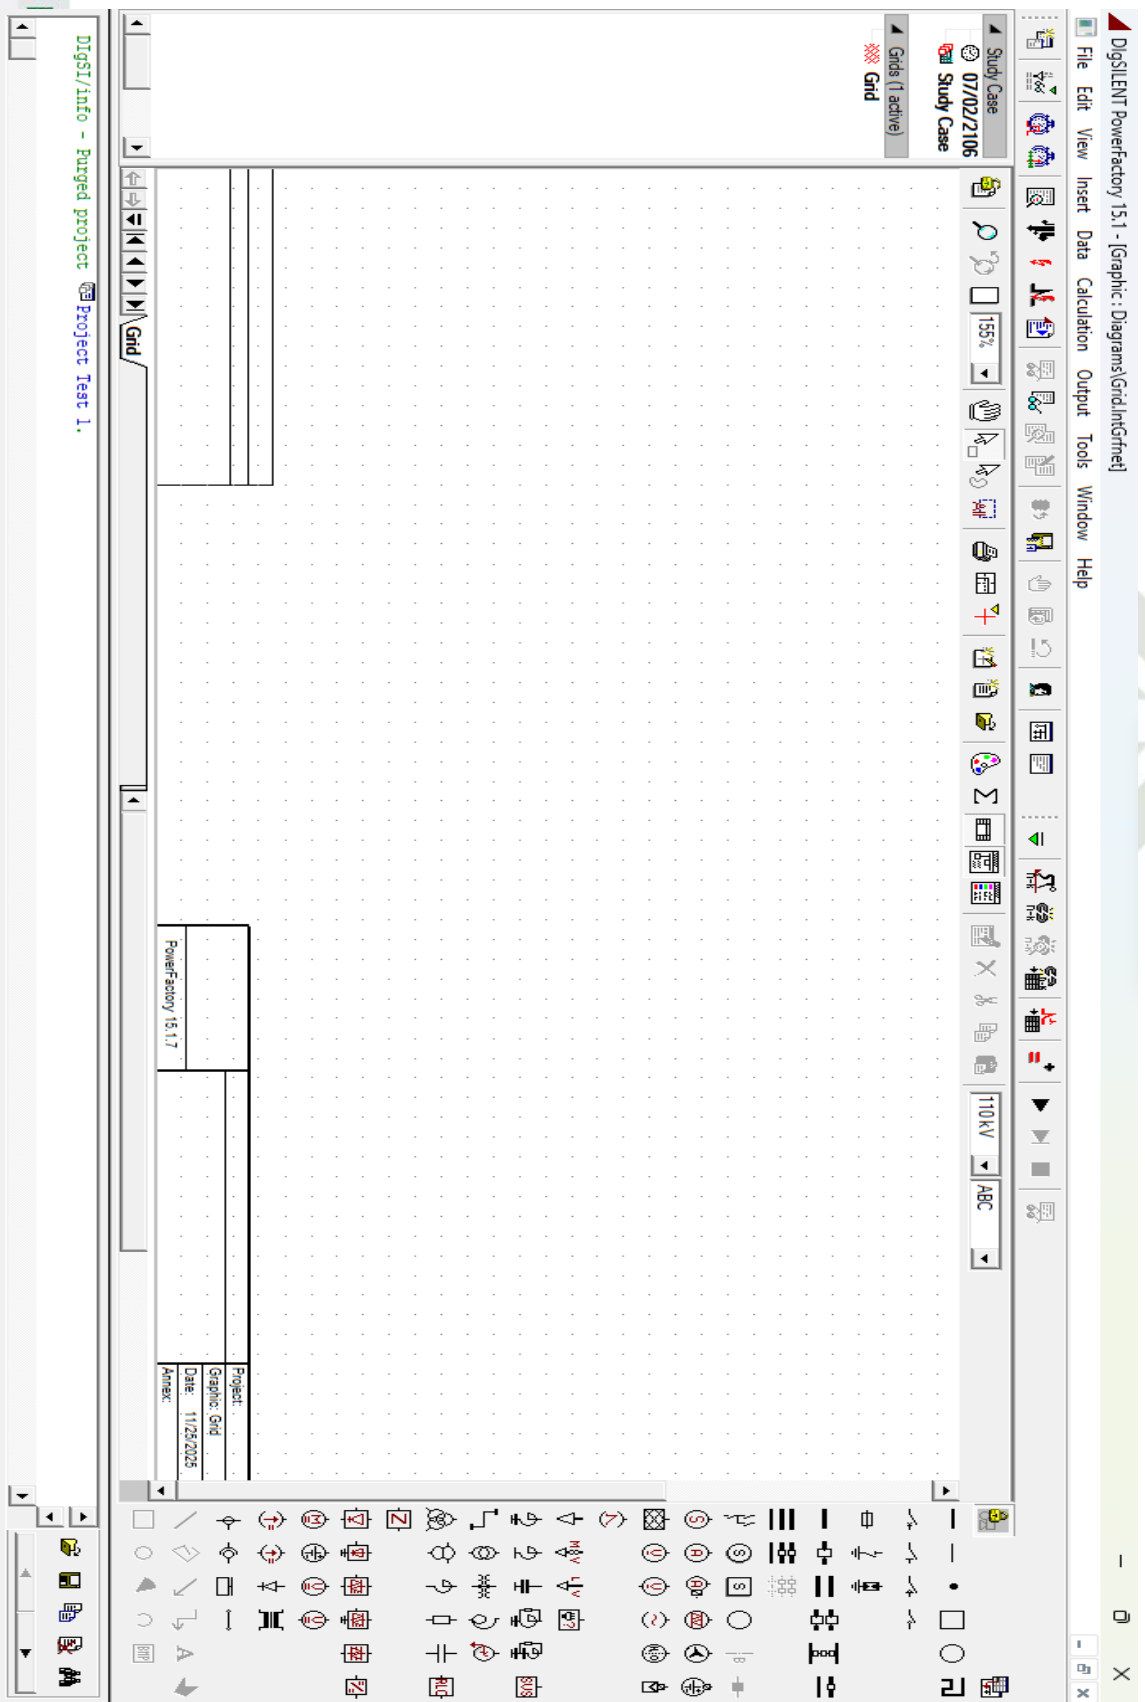 DIgSILENT PowerFactory 15.1 - [Graphic : Diagrams\Grid.IntGrfnet]
File Edit View Insert Data Calculation Output Tools Window Help
155%
110 kV
ABC
Study Case
07/02/2106
Study Case
Grids (1 active)
Grid
PowerFactory 15.1.7
Project:
Graphic: Grid
Date: 11/25/2025
Annex:
Grid
DIgSI/info - Purged project Project Test 1.